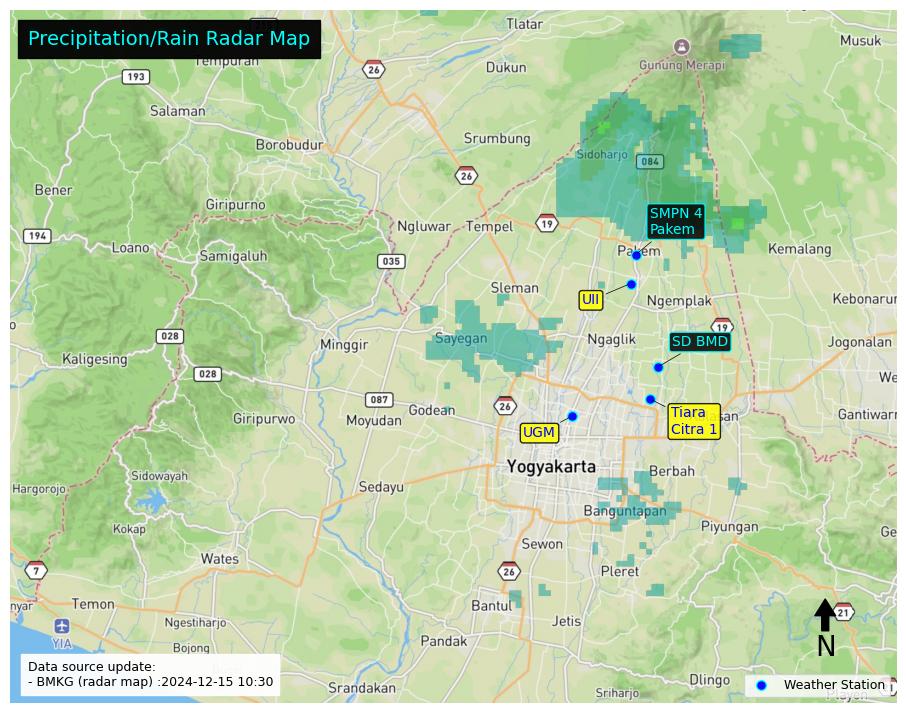 Precipitation/Rain Radar Map
Tlatar
Musuk
Gunung Merapi
Dukun
26
193
Salaman
Borobudur
Srumbung
Sidoharjo
084
26
Bener
Giripurno
194
Loano
Samigaluh
Ngluwar
Tempel
19
SMPN 4
Pakem
Pakem
Kemalang
035
Sleman
UII
Ngemplak
Kebonarum
028
Minggir
Sayegan
Ngaglik
19
SD BMD
Jogonalan
Kaligesing
028
087
Godean
26
Giripurwo
Moyudan
UGM
Tiara
Citra 1
Gantiwarn
Yogyakarta
Berbah
Sidowayah
Hargorojo
Sedayu
Banguntapan
Kokap
Piyungan
Sewon
Wates
7
26
Pleret
Temon
Bantul
21
Ngestiharjo
YIA
Jetis
Bojong
Pandak
N
Data source update:
- BMKG (radar map) :2024-12-15 10:30
Srandakan
Dlingo
Sriharjo
Weather Station